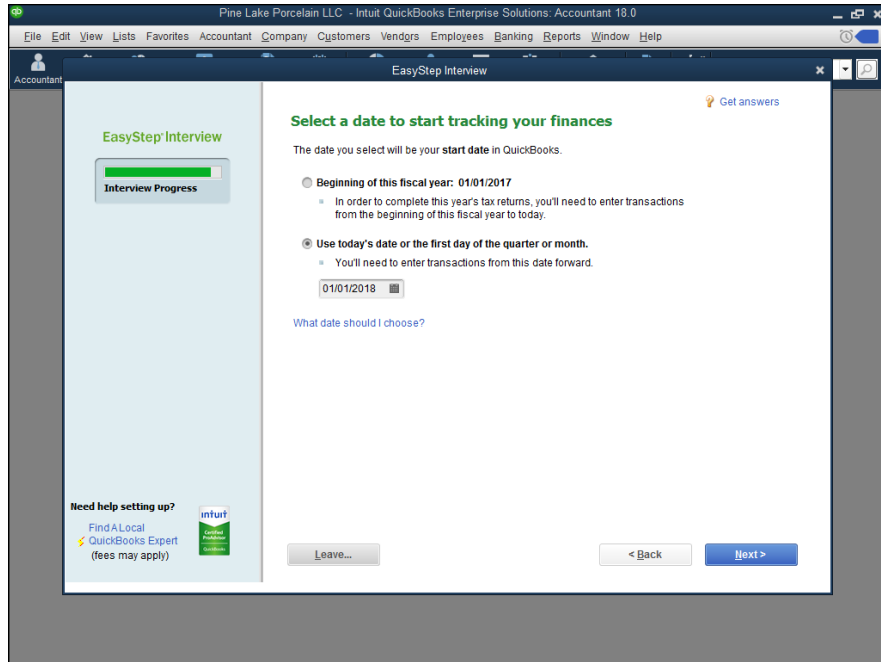 Pine Lake Porcelain LLC - Intuit QuickBooks Enterprise Solutions: Accountant 18.0
File Edit View Lists Favorites Accountant Company Customers Vendors Employees Banking Reports Window Help
Accountant
EasyStep Interview
Get answers
EasyStep Interview
Interview Progress
Select a date to start tracking your finances
The date you select will be your start date in QuickBooks.
Beginning of this fiscal year: 01/01/2017
In order to complete this year's tax returns, you'll need to enter transactions
from the beginning of this fiscal year to today.
Use today's date or the first day of the quarter or month.
You'll need to enter transactions from this date forward.
01/01/2018
What date should I choose?
Need help setting up?
Find A Local
QuickBooks Expert
(fees may apply)
intuit
Certified
ProAdvisor
QuickBooks
Leave...
< Back
Next >